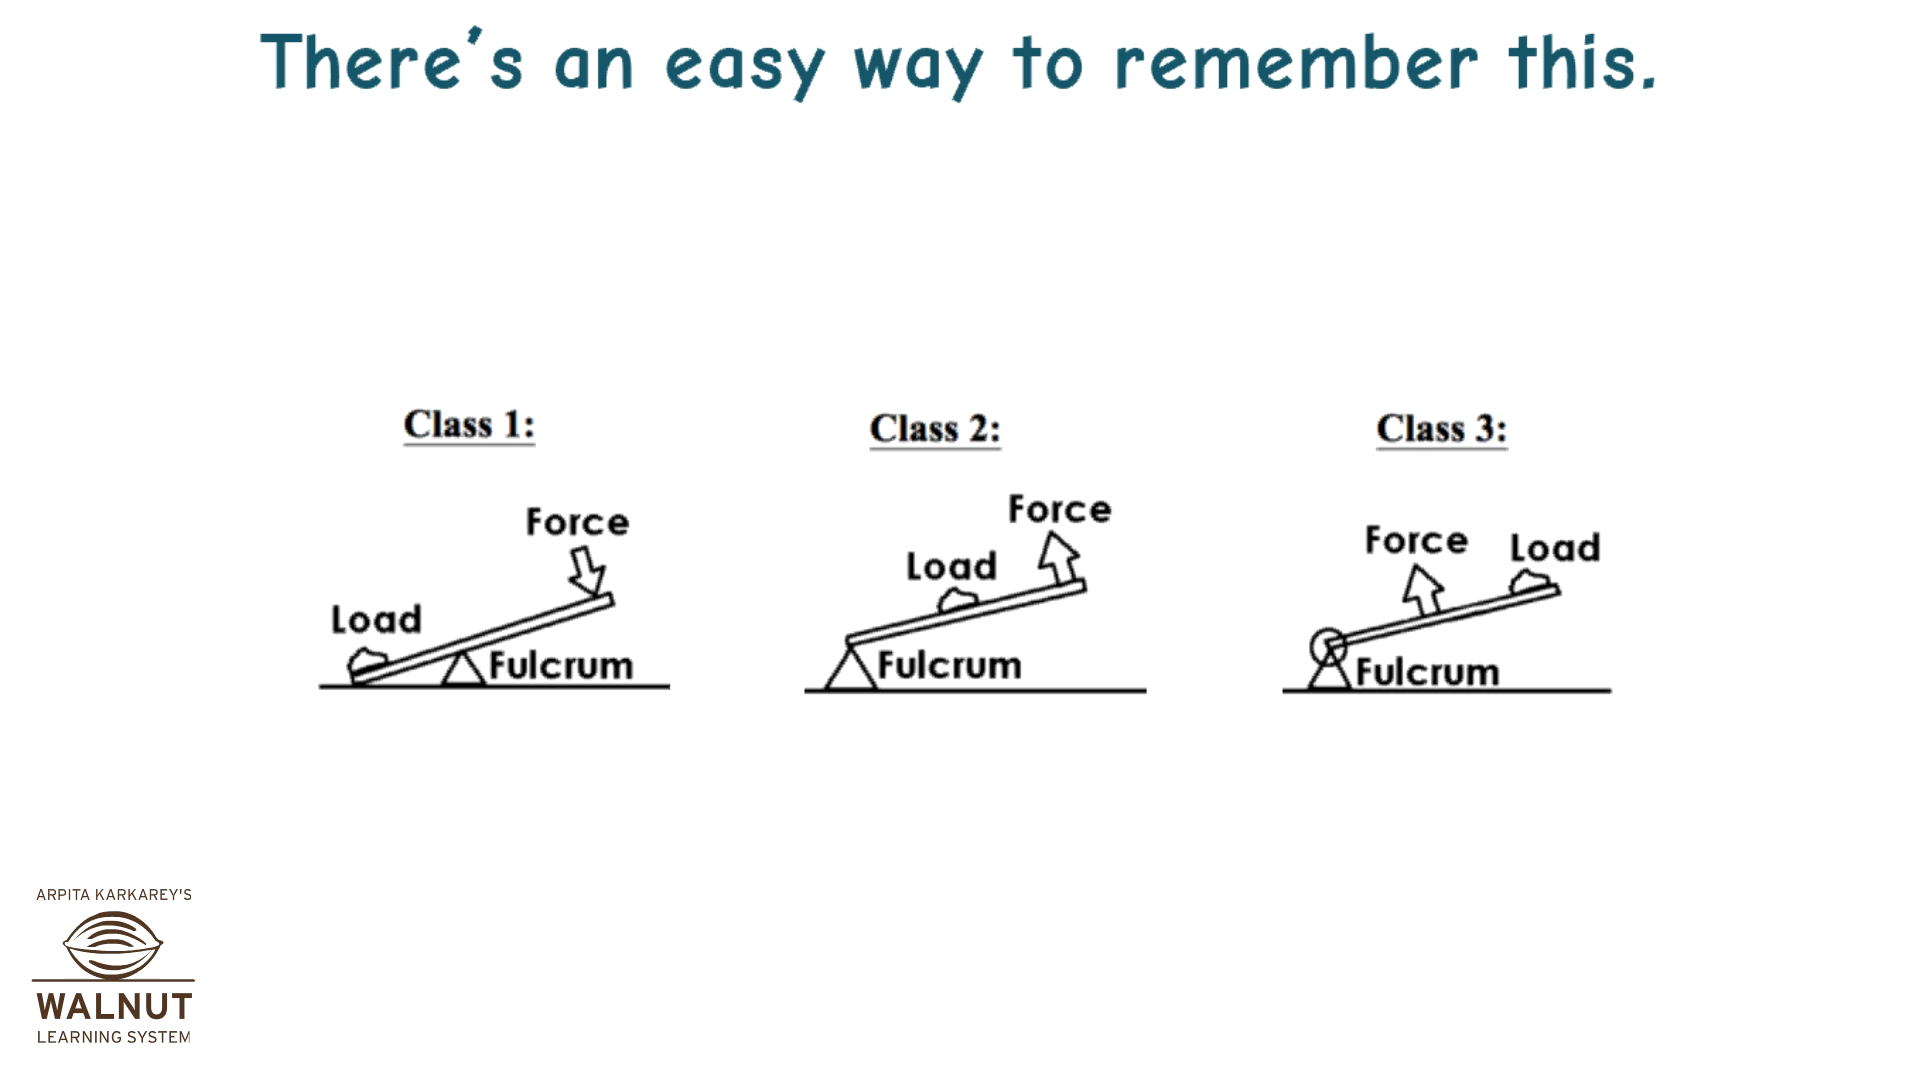 There's an easy way to remember this.
Class 1:
Force
Load
Fulcrum
Class 2:
Force
Load
Fulcrum
Class 3:
Force
Load
Fulcrum
ARPITA KARKAREY'S
WALNUT
LEARNING SYSTEM